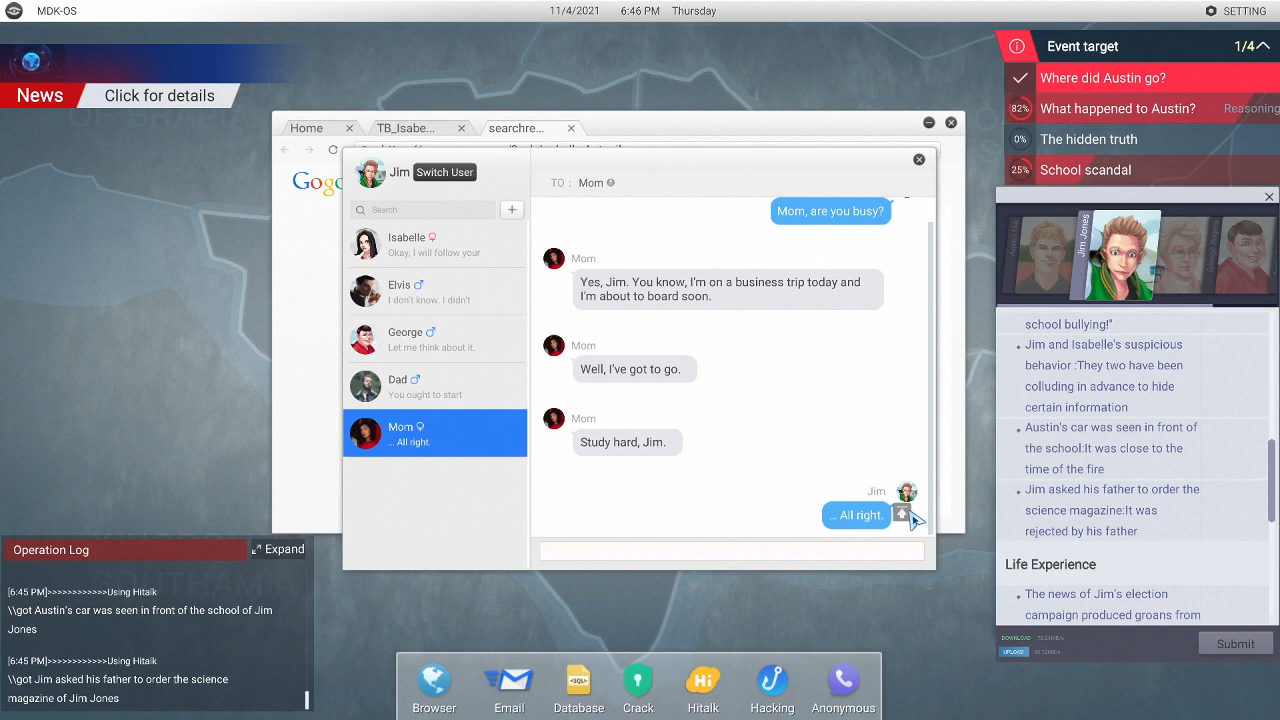 MDK-OS
11/4/2021 6:46 PM Thursday
SETTING
News
Click for details
Event target
1/4
Where did Austin go?
82% What happened to Austin? Reasoning
0% The hidden truth
25% School scandal
Home
TB_Isabe...
searchre...
Gogo
Jim Switch User
Search
+
Isabelle
Okay, I will follow your
Elvis
I don't know. I didn't
George
Let me think about it.
Dad
You ought to start
Mom
... All right.
TO : Mom
Mom, are you busy?
Mom
Yes, Jim. You know, I'm on a business trip today and
I'm about to board soon.
Mom
Well, I've got to go.
Mom
Study hard, Jim.
Jim
... All right.
Jim Jones
school bullying!"
Jim and Isabelle's suspicious
behavior :They two have been
colluding in advance to hide
certain information
Austin's car was seen in front of
the school:It was close to the
time of the fire
Jim asked his father to order the
science magazine:It was
rejected by his father
Life Experience
The news of Jim's election
campaign produced groans from
DOWNLOAD
UPLOAD
Submit
Operation Log
Expand
[6:45 PM]>>>>>>>>>>>>Using Hitalk
\\got Austin's car was seen in front of the school of Jim
Jones
[6:45 PM]>>>>>>>>>>>>Using Hitalk
\\got Jim asked his father to order the science
magazine of Jim Jones
Browser
Email
<SQL>
Database
Crack
Hi
Hitalk
Hacking
Anonymous